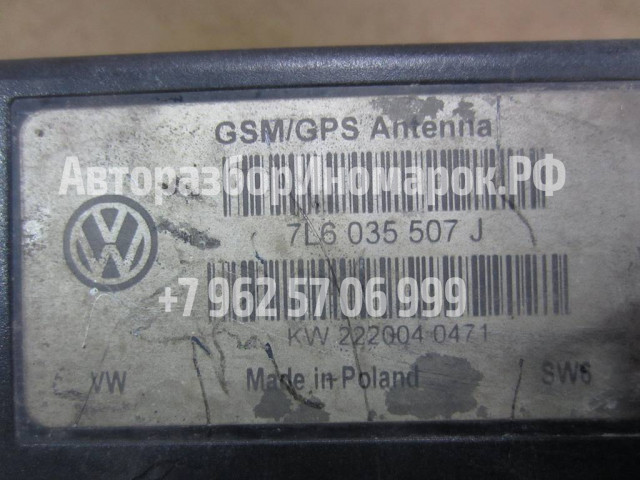 GSM/GPS Antenna
АвторазборИномарок.РФ
7L6 035 507 J
+7 962 57 06 999
KW 222004 0471
VW Made in Poland SW6